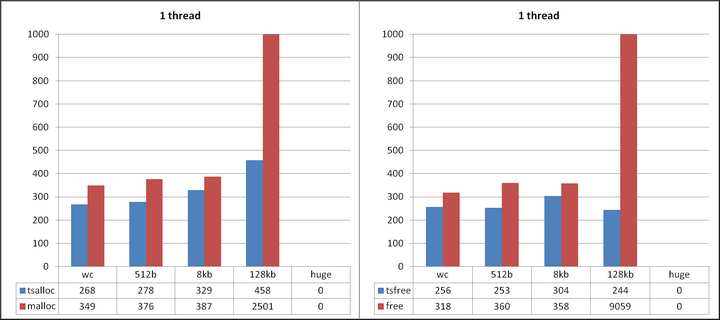 1 thread
1000
900
800
700
600
500
400
300
200
100
0
wc 512b 8kb 128kb huge
tsalloc 268 278 329 458 0
malloc 349 376 387 2501 0
1 thread
1000
900
800
700
600
500
400
300
200
100
0
wc 512b 8kb 128kb huge
tsfree 256 253 304 244 0
free 318 360 358 9059 0